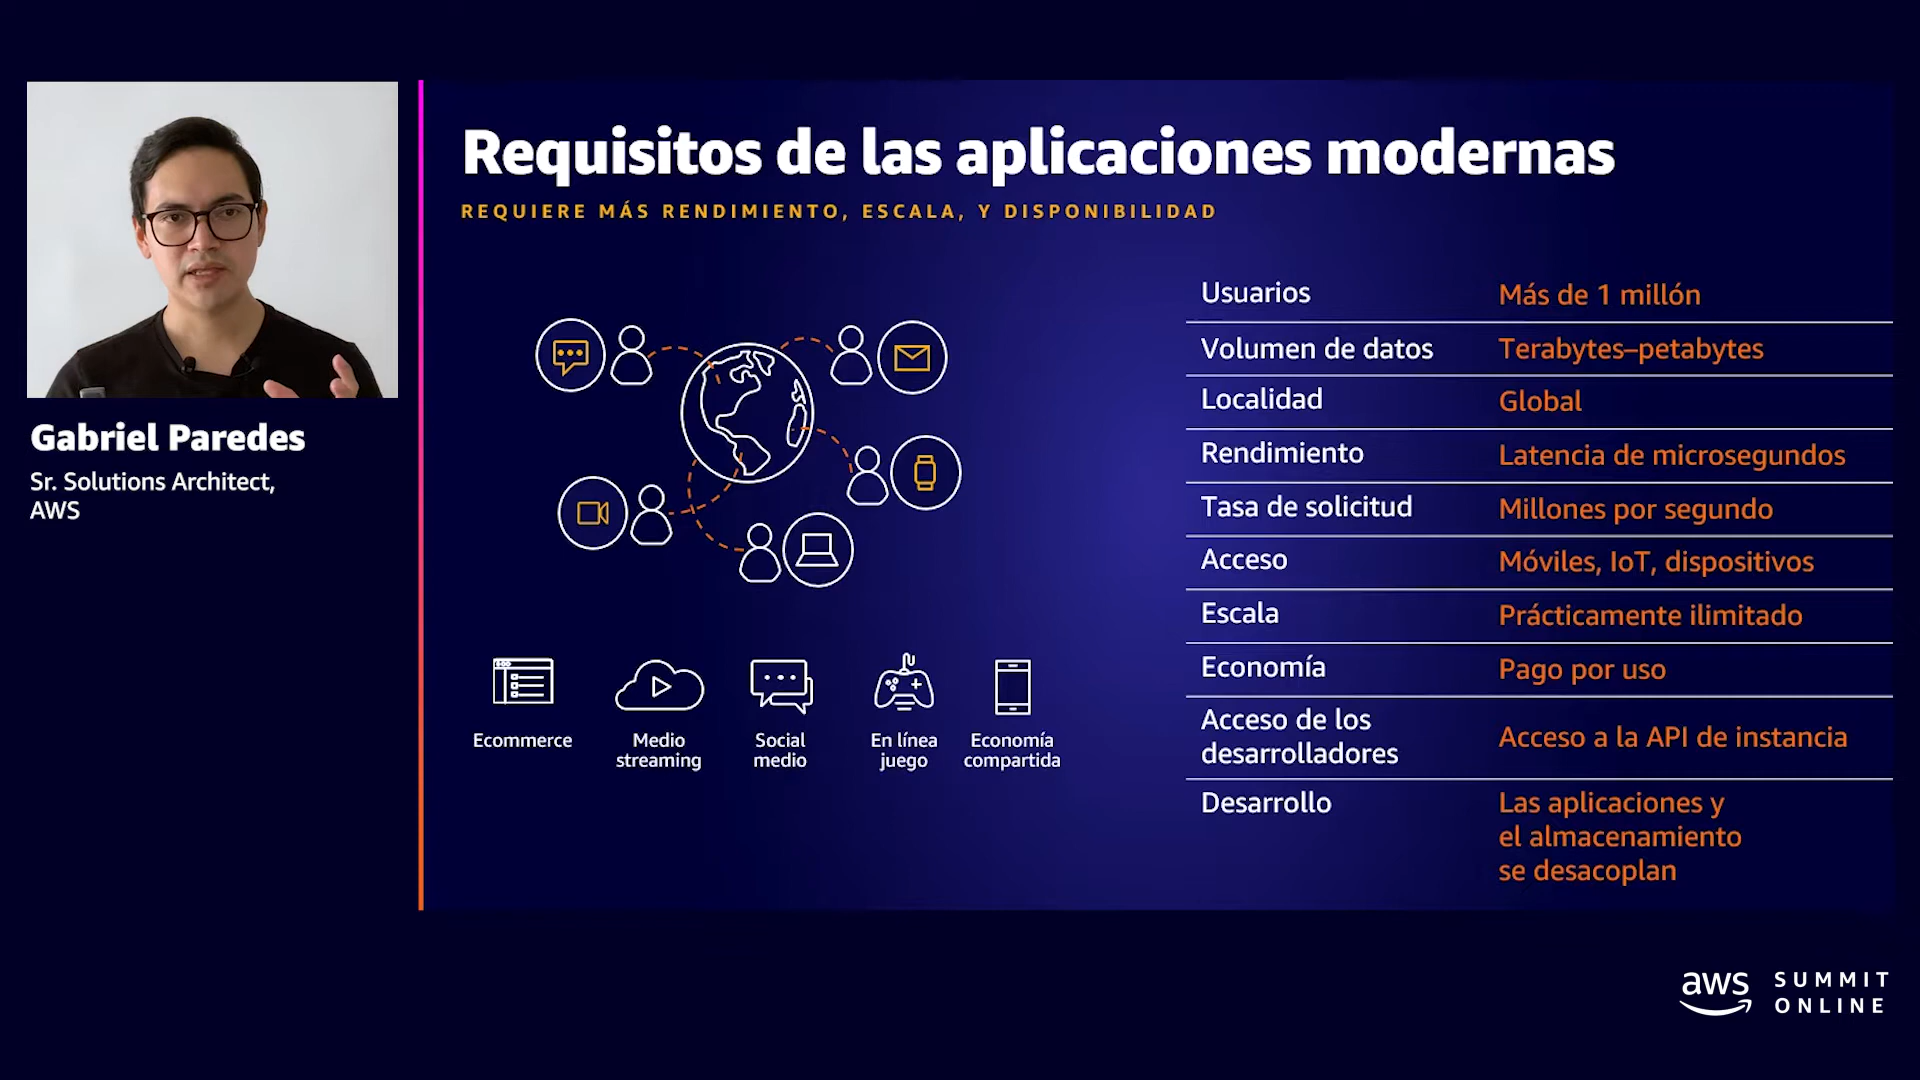 Requisitos de las aplicaciones modernas
REQUIERE MÁS RENDIMIENTO, ESCALA, Y DISPONIBILIDAD
Gabriel Paredes
Sr. Solutions Architect,
AWS
Ecommerce
Medio
streaming
Social
medio
En línea
juego
Economía
compartida
Usuarios
Más de 1 millón
Volumen de datos
Terabytes–petabytes
Localidad
Global
Rendimiento
Latencia de microsegundos
Tasa de solicitud
Millones por segundo
Acceso
Móviles, IoT, dispositivos
Escala
Prácticamente ilimitado
Economía
Pago por uso
Acceso de los
desarrolladores
Acceso a la API de instancia
Desarrollo
Las aplicaciones y
el almacenamiento
se desacoplan
aws
SUMMIT
ONLINE